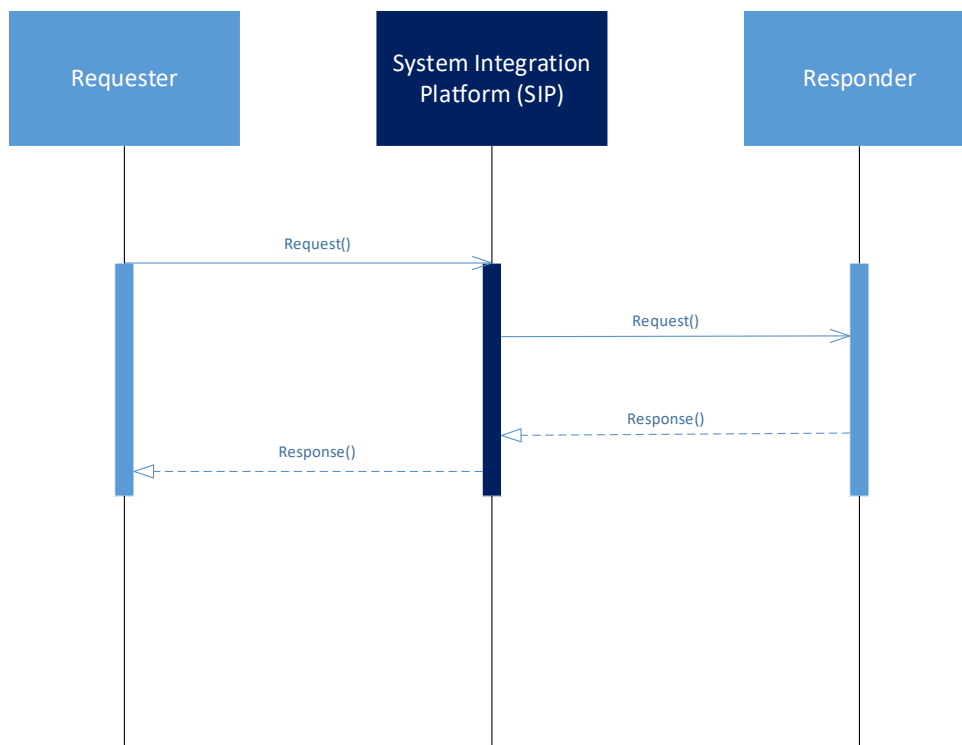 Requester
System Integration
Platform (SIP)
Responder
Request()
Request()
Response()
Response()